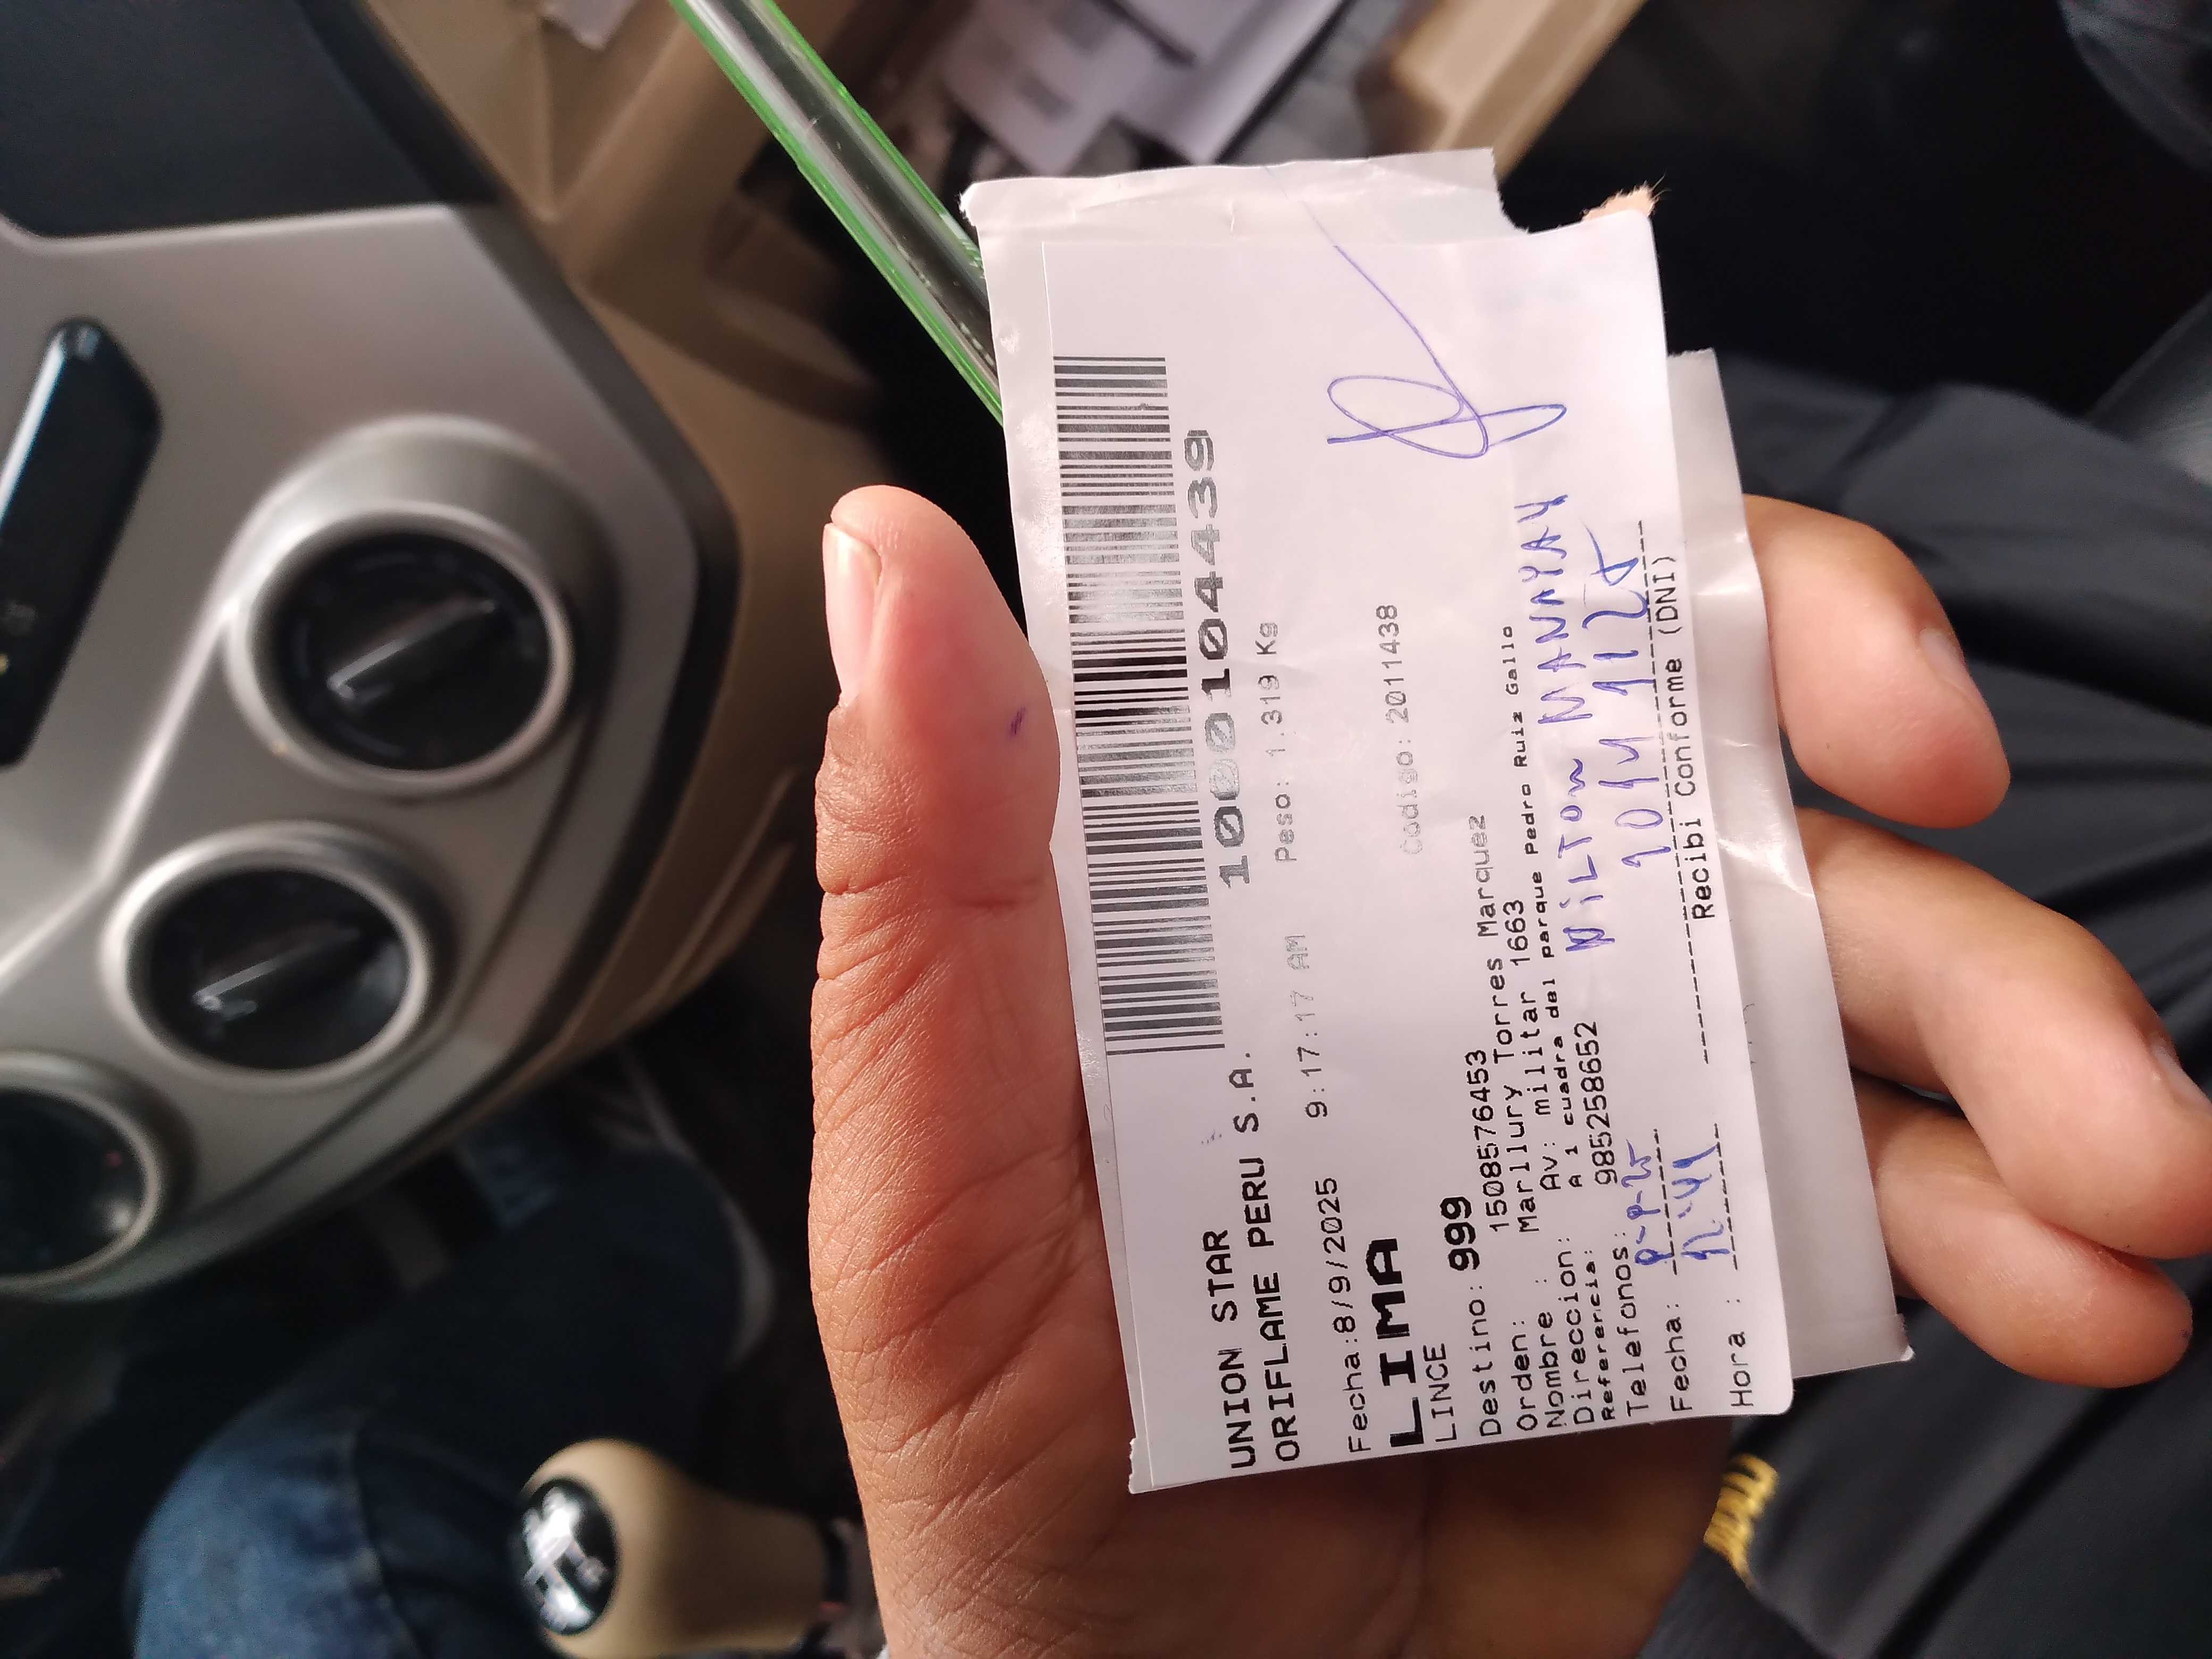 1000104439
UNION STAR
ORIFLAME PERU S.A. Peso: 1.319 Kg
Fecha:8/9/2025 9:17:17 AM
LIMA
LINCE Codigo: 2011438
Destino: 999
Orden: 1508576453
Nombre : Marllury Torres Marquez
Direccion: Av: militar 1663
Referencia: A 1 cuadra del parque Pedro Ruiz Gallo
Telefonos: 985258652
WILTON MANAYAY
Fecha:
Hora :
Recibi Conforme (DNI)